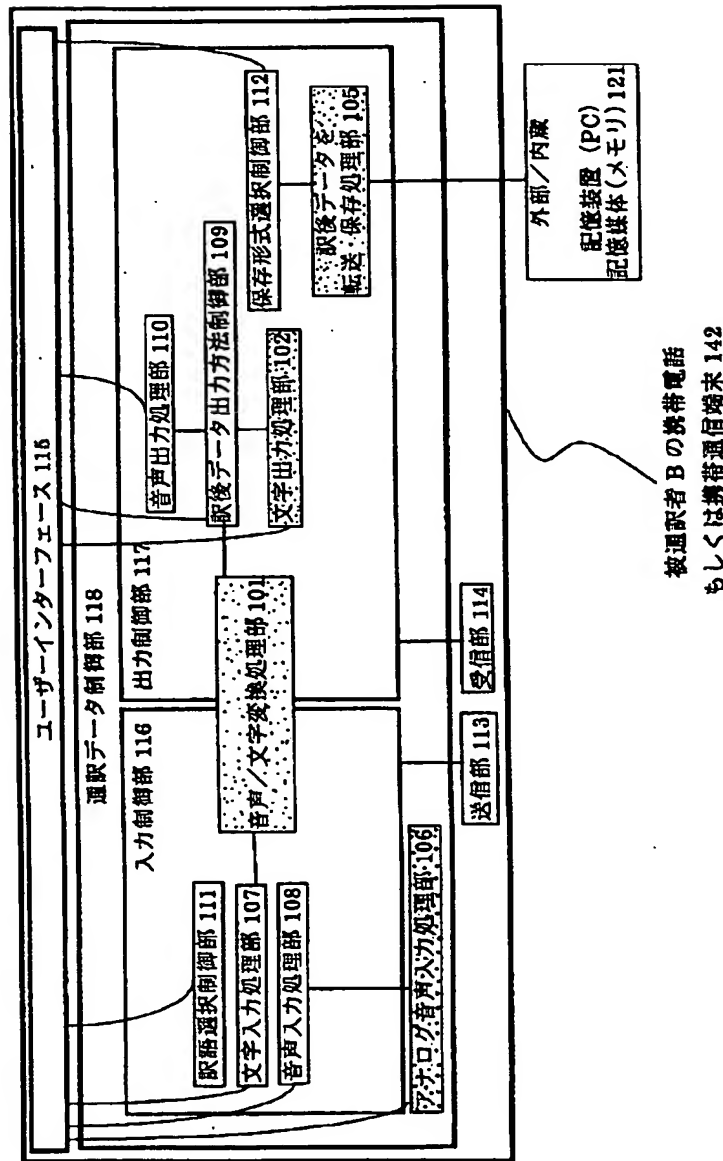 ユーザーインターフェース 115
通訳データ制御部 118
入力制御部 116
訳語選択制御部 111
文字入力処理部 107
音声入力処理部 108
アナログ音声入力処理部 106
音声／文字変換処理部 101
出力制御部 117
音声出力処理部 110
訳後データ出力方法制御部 109
文字出力処理部 102
保存形式選択制御部 112
訳後データを
転送・保存処理部 105
送信部 113
受信部 114
外部／内蔵
記憶装置 (PC)
記憶媒体(メモリ)121
被通訳者 B の携帯電話
もしくは携帯通信端末 142